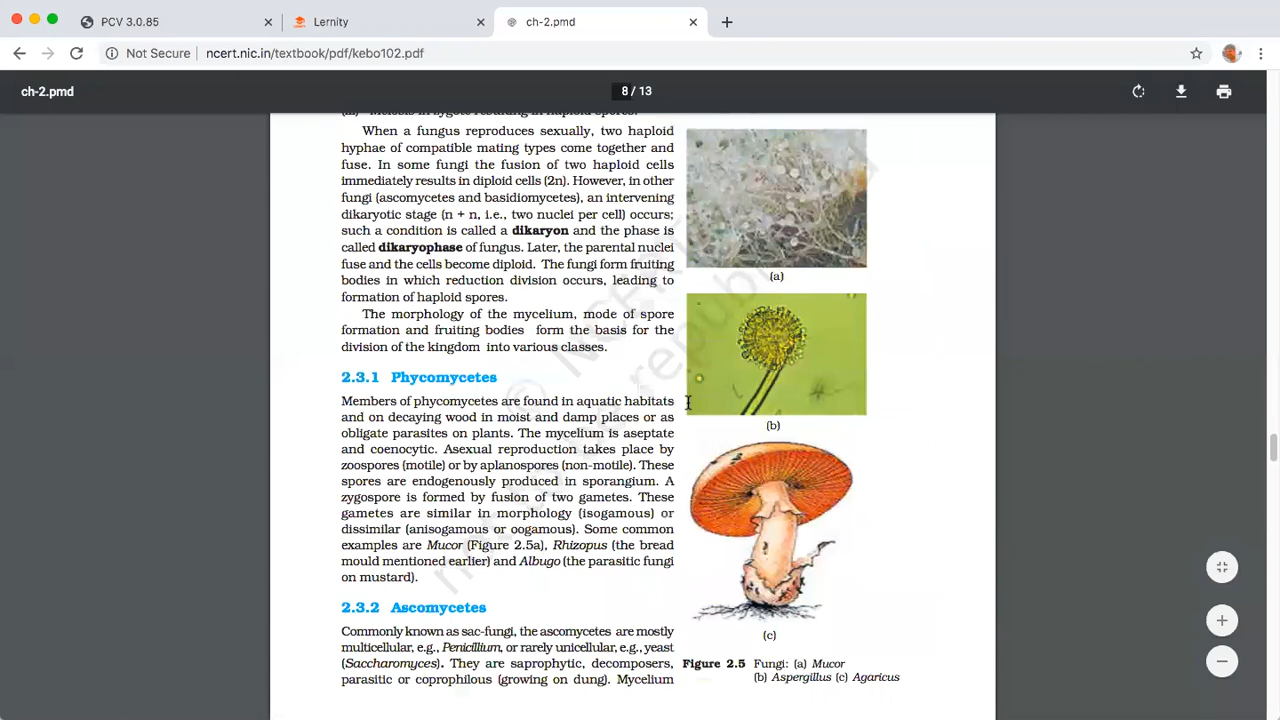 PCV 3.0.85
Lernity
ch-2.pmd
Not Secure
ncert.nic.in/textbook/pdf/kebo102.pdf
ch-2.pmd
8 / 13
(iii) Meiosis in zygote resulting in haploid spores.
When a fungus reproduces sexually, two haploid
hyphae of compatible mating types come together and
fuse. In some fungi the fusion of two haploid cells
immediately results in diploid cells (2n). However, in other
fungi (ascomycetes and basidiomycetes), an intervening
dikaryotic stage (n + n, i.e., two nuclei per cell) occurs;
such a condition is called a dikaryon and the phase is
called dikaryophase of fungus. Later, the parental nuclei
fuse and the cells become diploid. The fungi form fruiting
bodies in which reduction division occurs, leading to
formation of haploid spores.
The morphology of the mycelium, mode of spore
formation and fruiting bodies form the basis for the
division of the kingdom into various classes.
2.3.1 Phycomycetes
Members of phycomycetes are found in aquatic habitats
and on decaying wood in moist and damp places or as
obligate parasites on plants. The mycelium is aseptate
and coenocytic. Asexual reproduction takes place by
zoospores (motile) or by aplanospores (non-motile). These
spores are endogenously produced in sporangium. A
zygospore is formed by fusion of two gametes. These
gametes are similar in morphology (isogamous) or
dissimilar (anisogamous or oogamous). Some common
examples are Mucor (Figure 2.5a), Rhizopus (the bread
mould mentioned earlier) and Albugo (the parasitic fungi
on mustard).
2.3.2 Ascomycetes
Commonly known as sac-fungi, the ascomycetes are mostly
multicellular, e.g., Penicillium, or rarely unicellular, e.g., yeast
(Saccharomyces). They are saprophytic, decomposers,
parasitic or coprophilous (growing on dung). Mycelium
(a)
(b)
(c)
Figure 2.5 Fungi: (a) Mucor
(b) Aspergillus (c) Agaricus
© NCERT
not to be republished